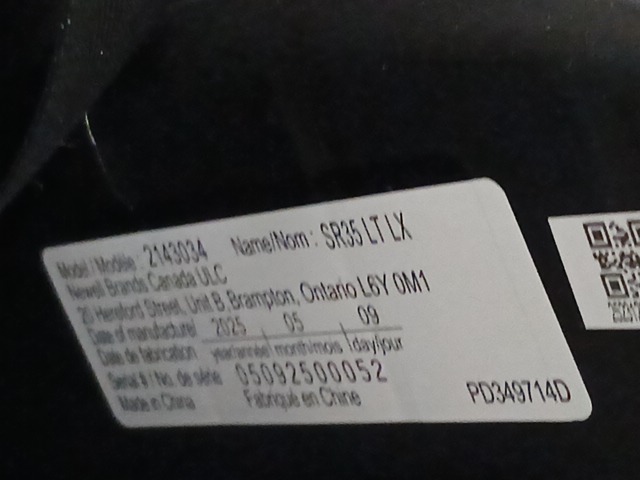 Model / Modèle : 2143034 Name/Nom : SR35 LT LX
Newell Brands Canada ULC
20 Hereford Street, Unit B, Brampton, Ontario L6Y 0M1
Date of manufacture/ 2025 05 09
Date de fabrication year/année month/mois day/jour
Serial # / No. de série 05092500052
Made in China Fabriqué en Chine PD349714D